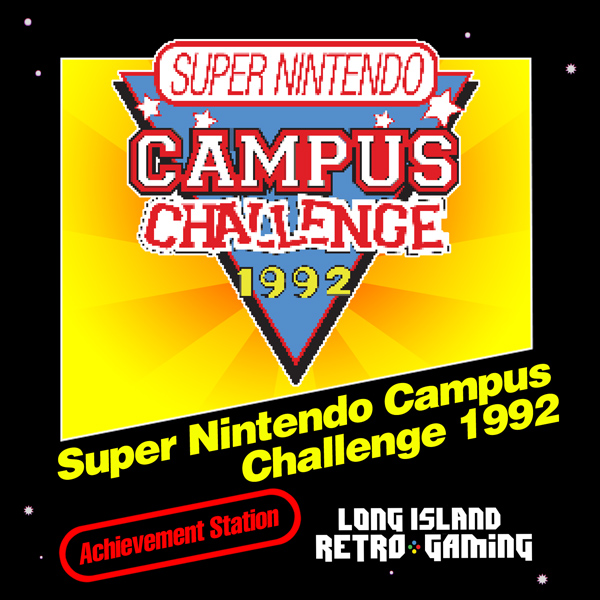 SUPER NINTENDO
CAMPUS
CHALLENGE
1992
Super Nintendo Campus
Challenge 1992
Achievement Station
LONG ISLAND
RETRO GAMING